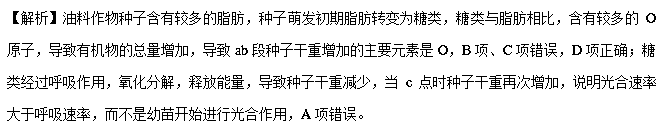 【解析】油料作物种子含有较多的脂肪，种子萌发初期脂肪转变为糖类，糖类与脂肪相比，含有较多的 O
原子，导致有机物的总量增加，导致 ab 段种子干重增加的主要元素是 O，B 项、C 项错误，D 项正确；糖
类经过呼吸作用，氧化分解，释放能量，导致种子干重减少，当 c 点时种子干重再次增加，说明光合速率
大于呼吸速率，而不是幼苗开始进行光合作用，A 项错误。